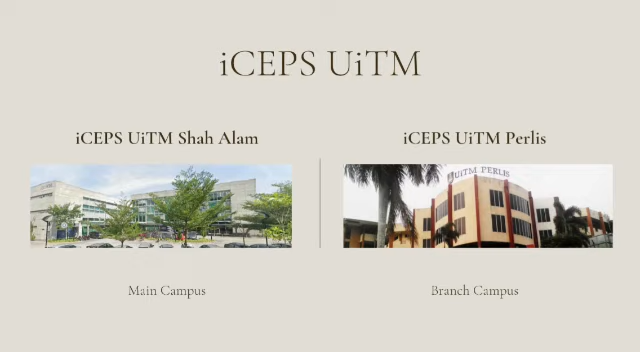 iCEPS UiTM
iCEPS UiTM Shah Alam
iCEPS UiTM Perlis
UiTM PERLIS
Main Campus
Branch Campus